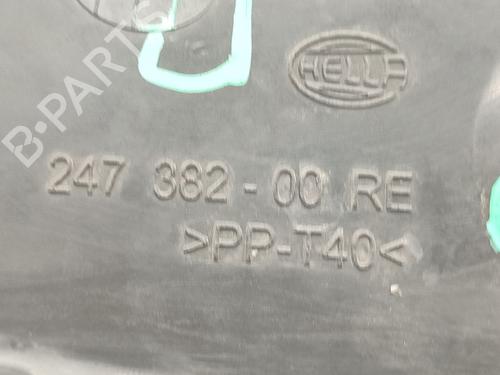 HELLA
B-PARTS
247 382-00 RE
>PP-T40<